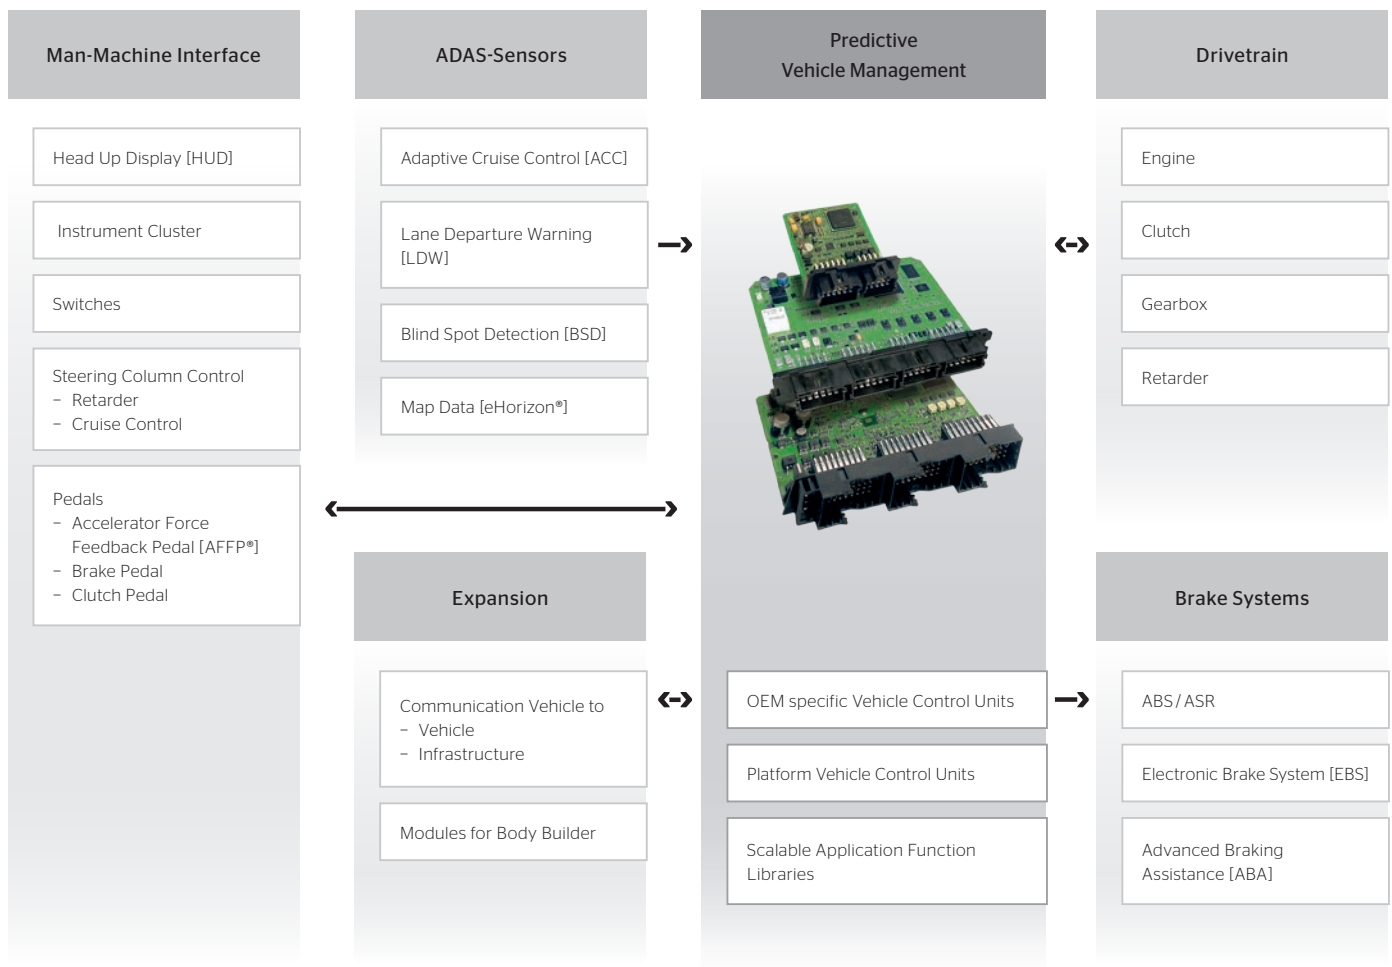 Man-Machine Interface
Head Up Display [HUD]
Instrument Cluster
Switches
Steering Column Control
– Retarder
– Cruise Control
Pedals
– Accelerator Force
Feedback Pedal [AFFP®]
– Brake Pedal
– Clutch Pedal
ADAS-Sensors
Adaptive Cruise Control [ACC]
Lane Departure Warning
[LDW]
Blind Spot Detection [BSD]
Map Data [eHorizon®]
Expansion
Communication Vehicle to
– Vehicle
– Infrastructure
Modules for Body Builder
Predictive
Vehicle Management
OEM specific Vehicle Control Units
Platform Vehicle Control Units
Scalable Application Function
Libraries
Drivetrain
Engine
Clutch
Gearbox
Retarder
Brake Systems
ABS / ASR
Electronic Brake System [EBS]
Advanced Braking
Assistance [ABA]